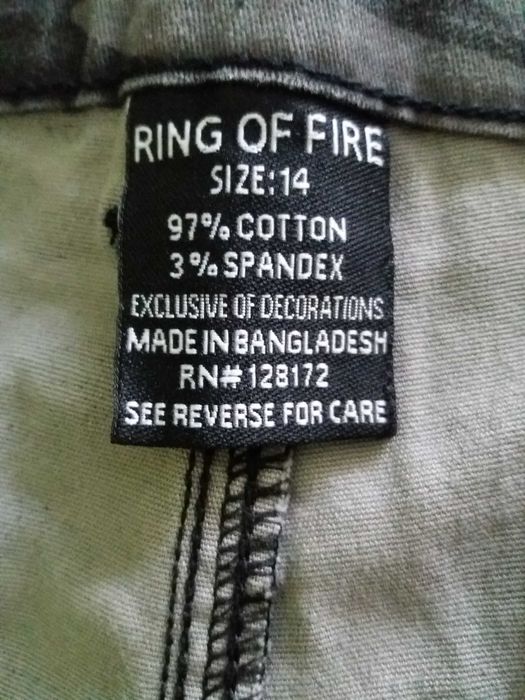 RING OF FIRE
SIZE:14
97% COTTON
3% SPANDEX
EXCLUSIVE OF DECORATIONS
MADE IN BANGLADESH
RN# 128172
SEE REVERSE FOR CARE